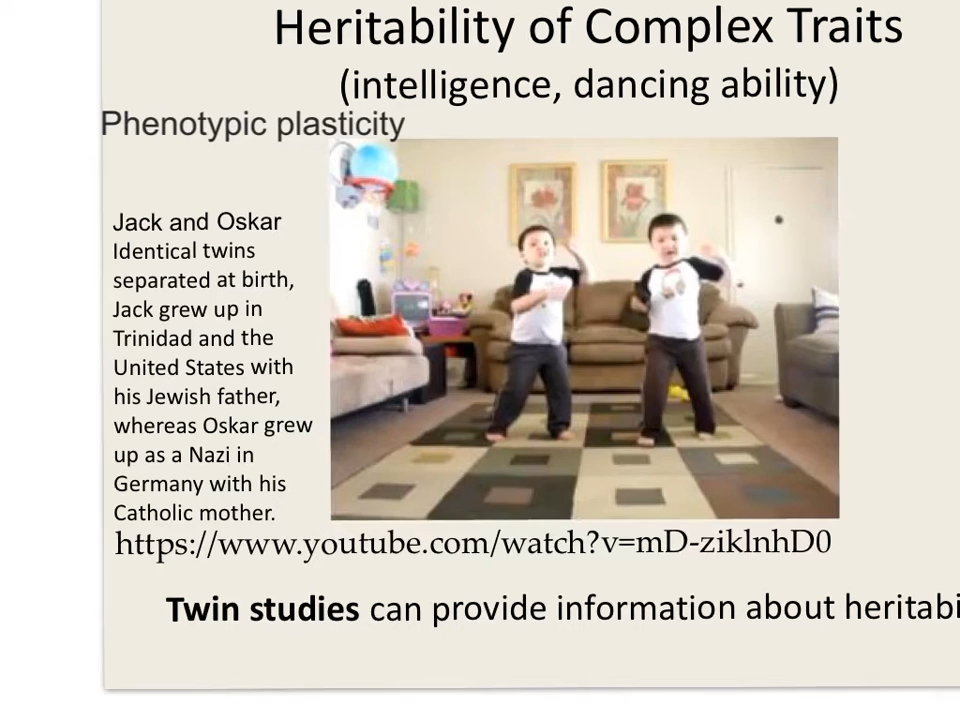 Heritability of Complex Traits
(intelligence, dancing ability)
Phenotypic plasticity
Jack and Oskar
Identical twins
separated at birth,
Jack grew up in
Trinidad and the
United States with
his Jewish father,
whereas Oskar grew
up as a Nazi in
Germany with his
Catholic mother.
https://www.youtube.com/watch?v=mD-ziklnhD0
Twin studies can provide information about heritabi